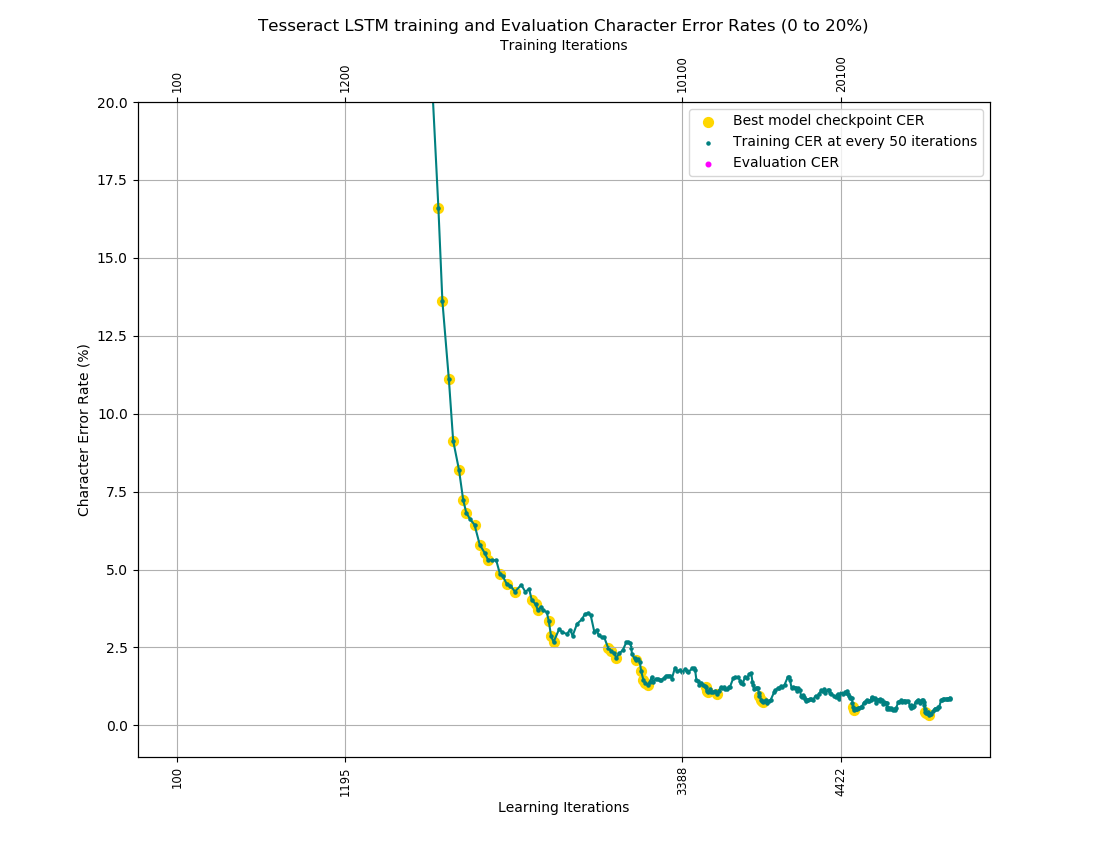 Tesseract LSTM training and Evaluation Character Error Rates (0 to 20%)
Training Iterations
100
1200
10100
20100
Best model checkpoint CER
Training CER at every 50 iterations
Evaluation CER
20.0
17.5
15.0
12.5
10.0
7.5
5.0
2.5
0.0
Character Error Rate (%)
100
1195
3388
4422
Learning Iterations